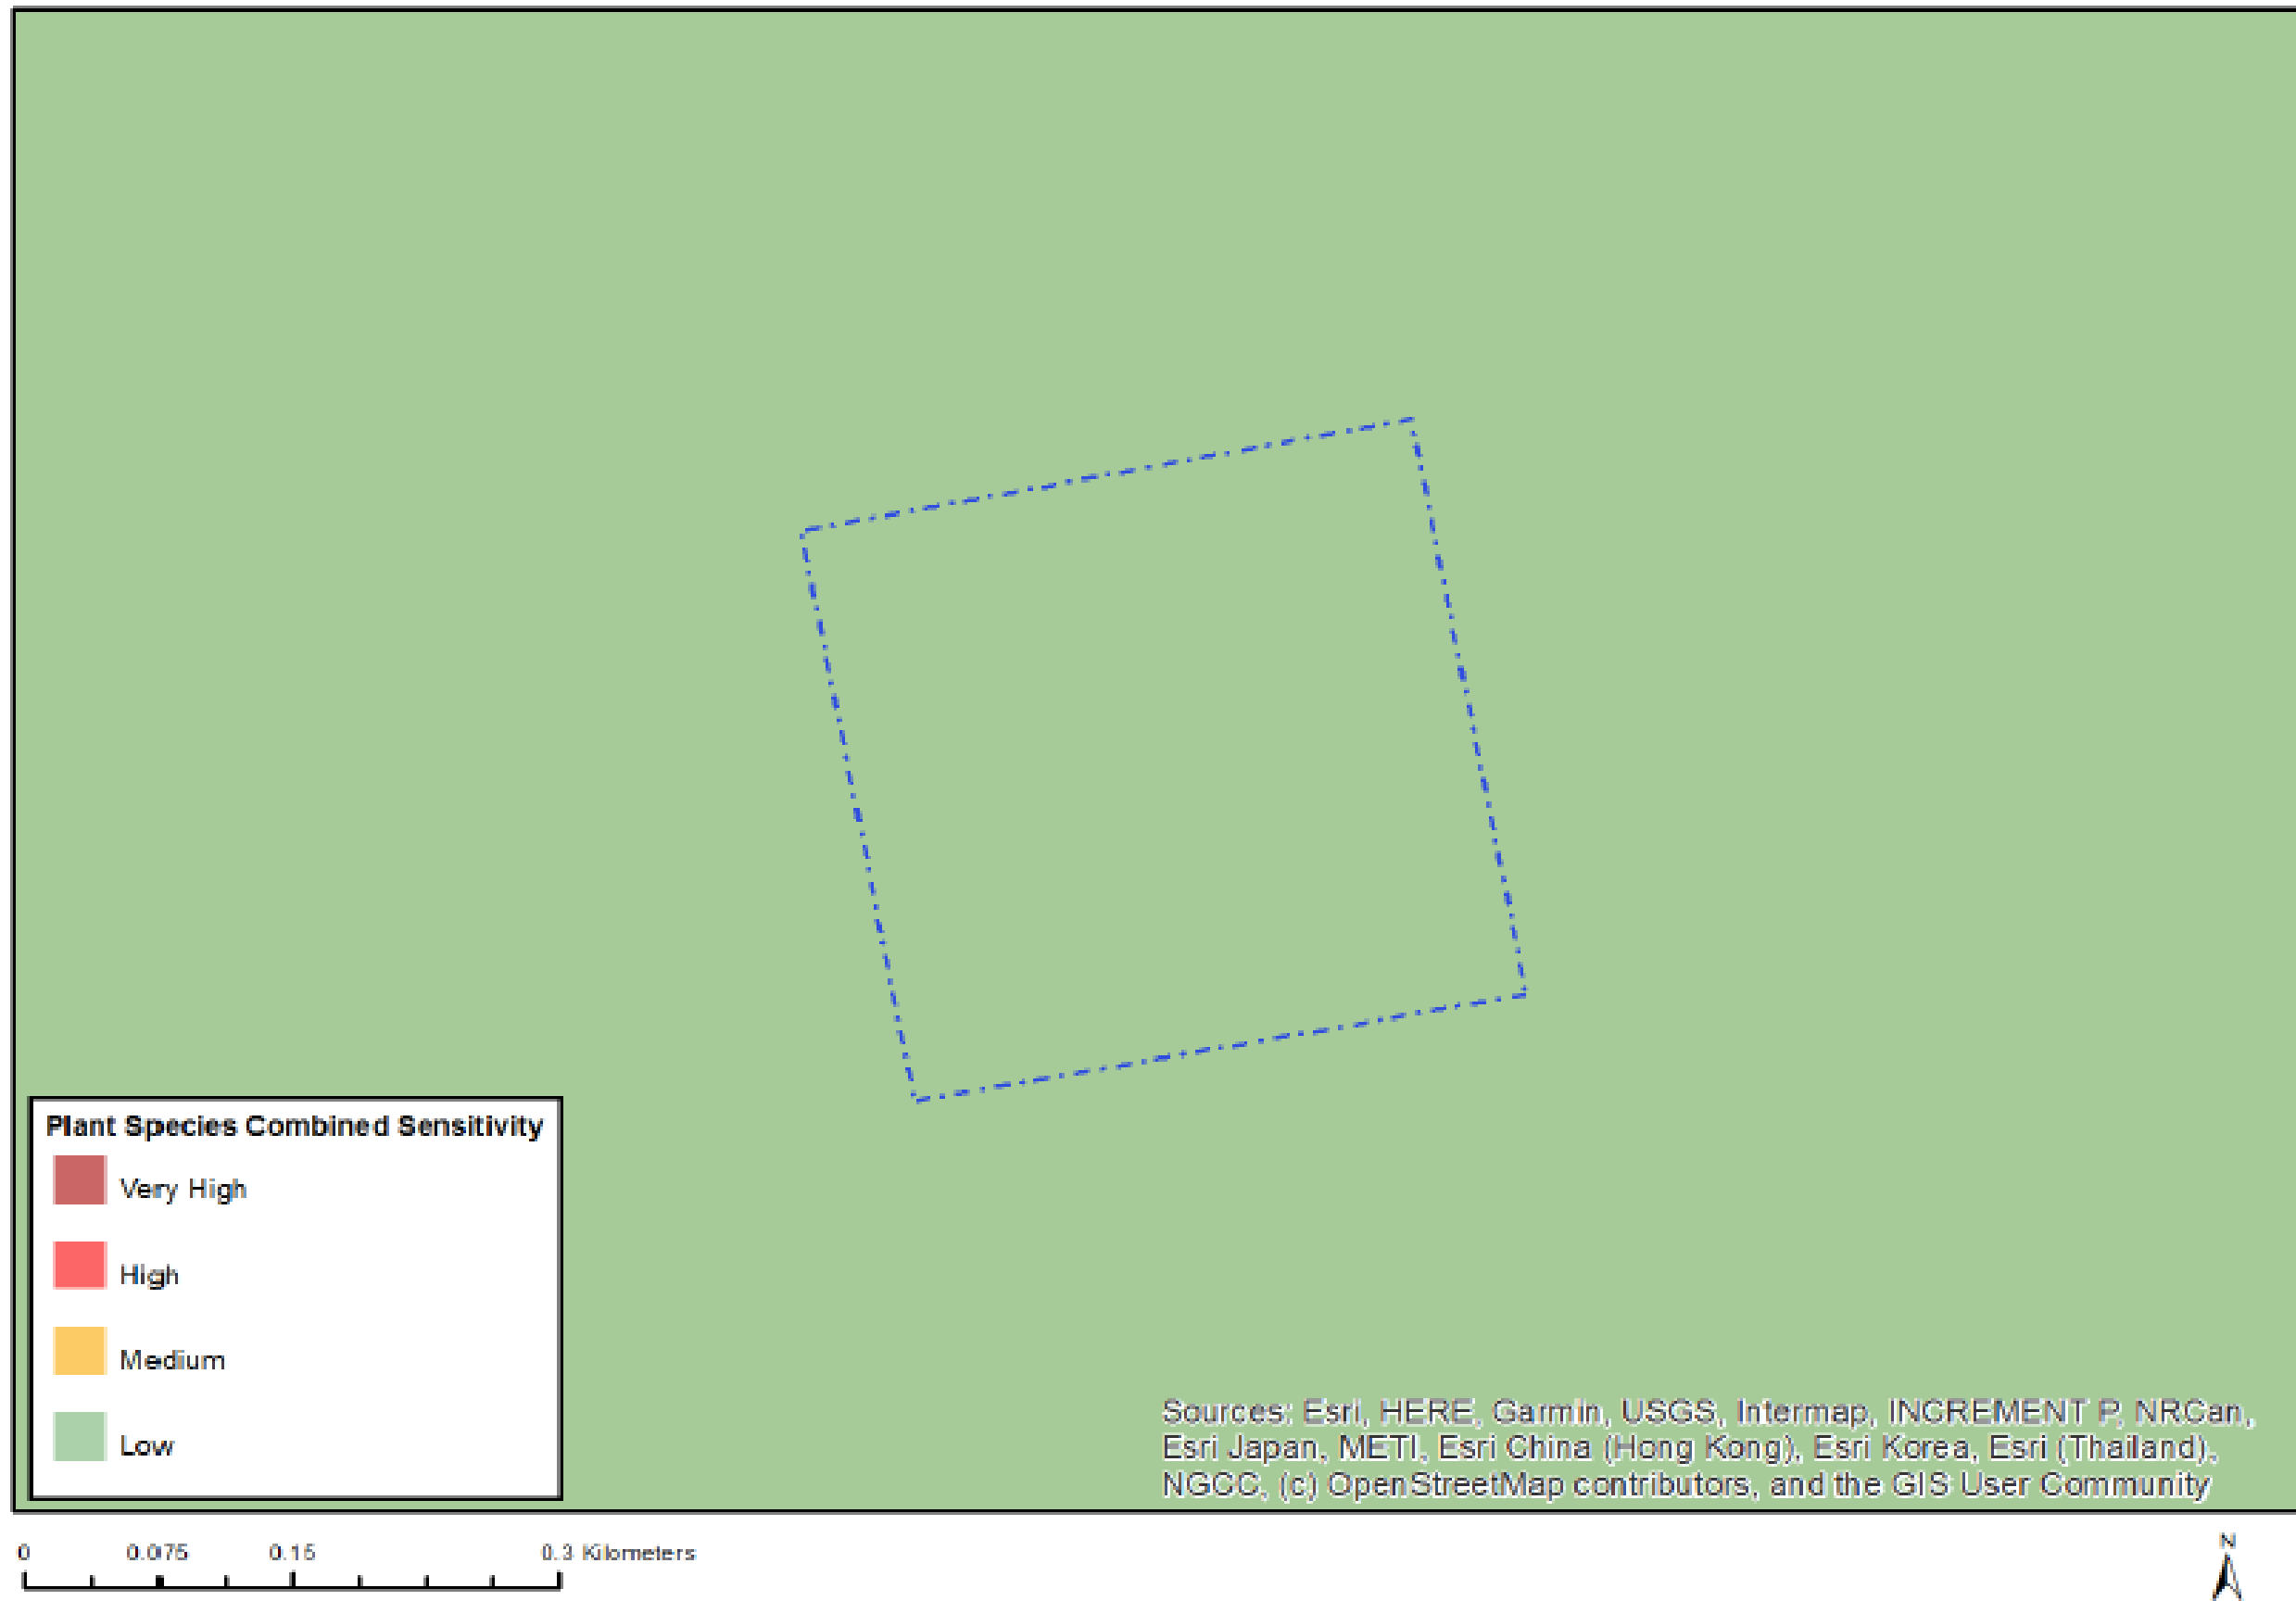 Plant Species Combined Sensitivity
Very High
High
Medium
Low
Sources: Esri, HERE, Garmin, USGS, Intermap, INCREMENT P, NRCan,
Esri Japan, METI, Esri China (Hong Kong), Esri Korea, Esri (Thailand),
NGCC, (c) OpenStreetMap contributors, and the GIS User Community
0 0.075 0.15 0.3 Kilometers
N